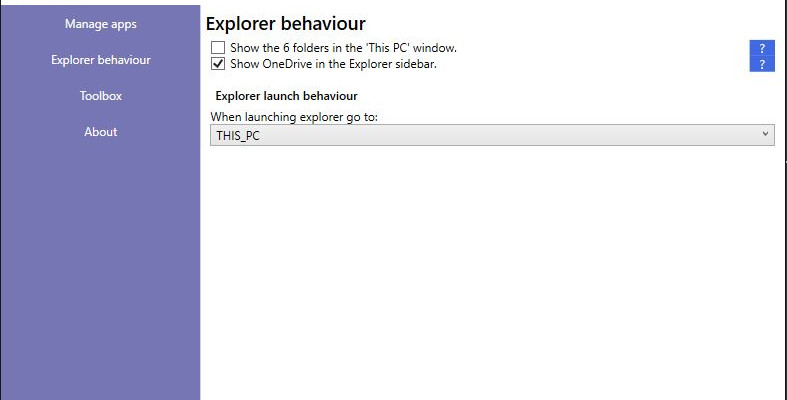 Manage apps
Explorer behaviour
Toolbox
About
Explorer behaviour
Show the 6 folders in the 'This PC' window.
?
Show OneDrive in the Explorer sidebar.
?
Explorer launch behaviour
When launching explorer go to:
THIS_PC